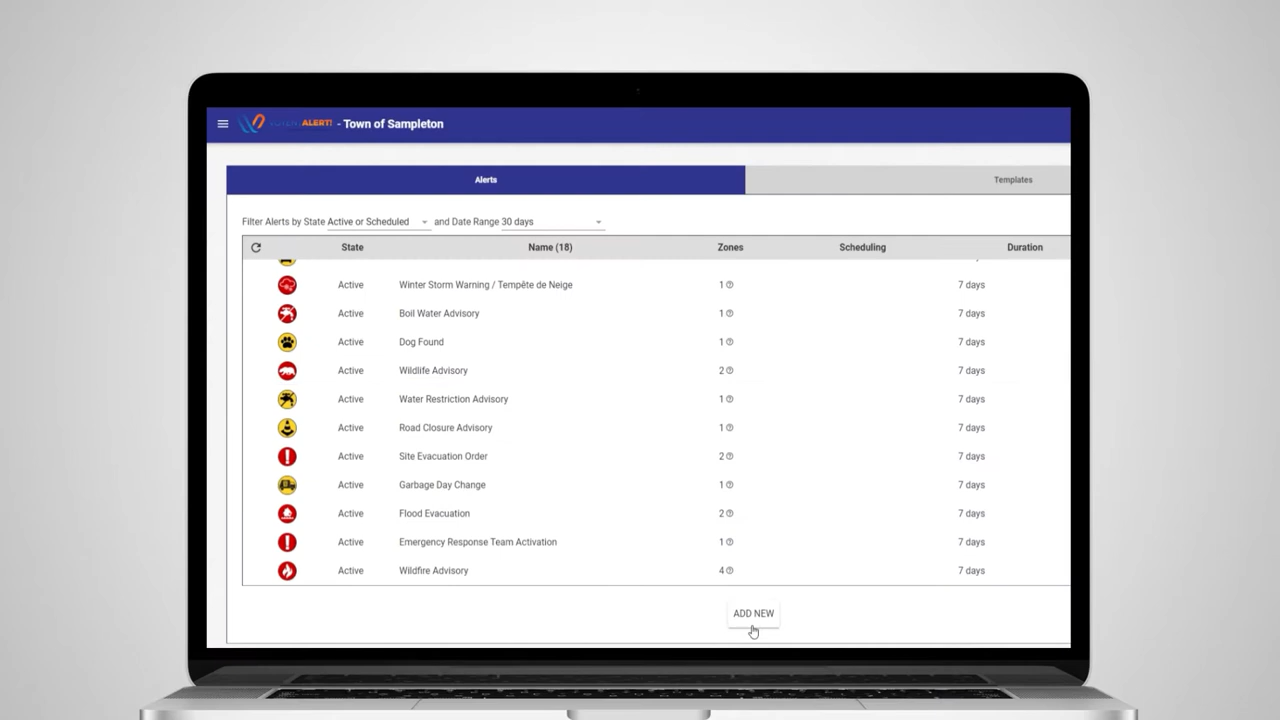 ALERT! - Town of Sampleton
Alerts Templates
Filter Alerts by State Active or Scheduled and Date Range 30 days
State Name (18) Zones Scheduling Duration
Active Winter Storm Warning / Tempête de Neige 1 7 days
Active Boil Water Advisory 1 7 days
Active Dog Found 1 7 days
Active Wildlife Advisory 2 7 days
Active Water Restriction Advisory 1 7 days
Active Road Closure Advisory 1 7 days
Active Site Evacuation Order 2 7 days
Active Garbage Day Change 1 7 days
Active Flood Evacuation 2 7 days
Active Emergency Response Team Activation 1 7 days
Active Wildfire Advisory 4 7 days
ADD NEW